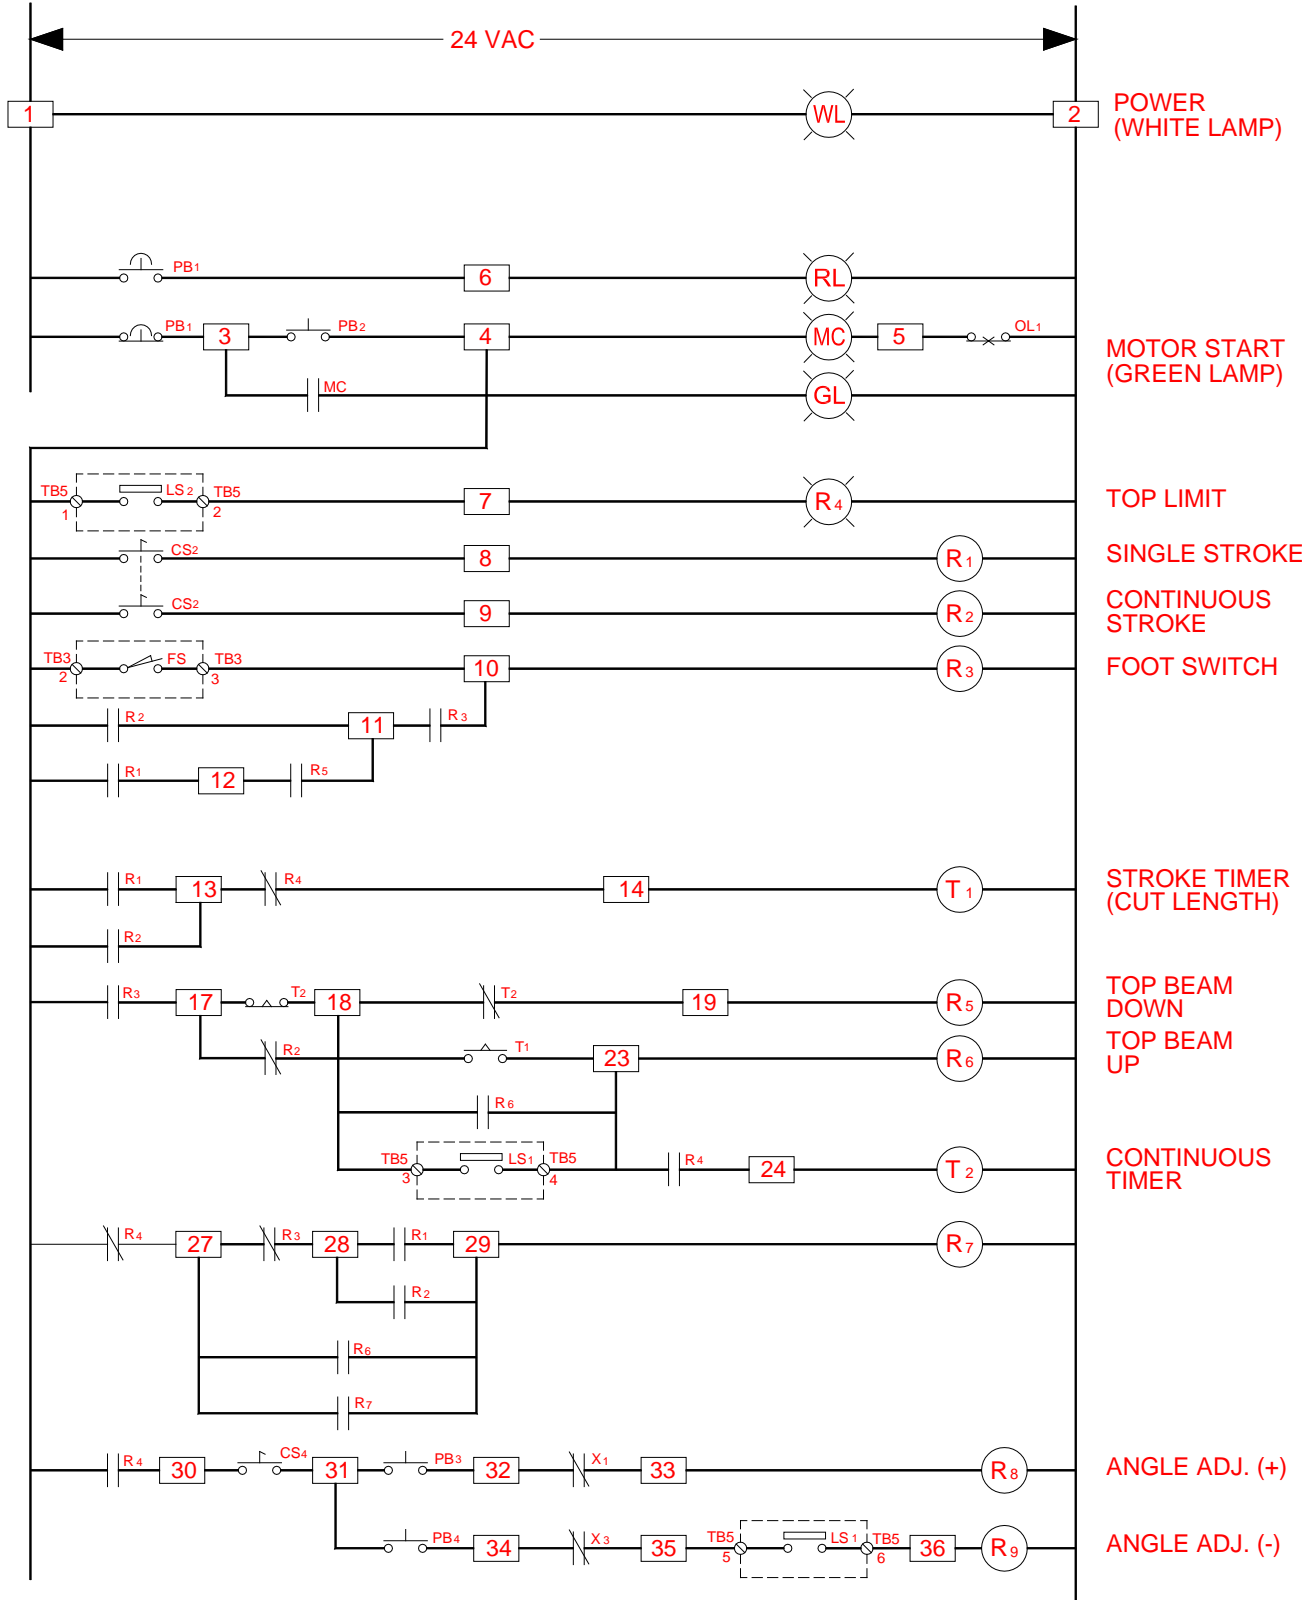 24 VAC
1 WL 2 POWER
(WHITE LAMP)
PB1 6 RL
PB1 3 PB2 4 MC 5 OL1
MOTOR START
(GREEN LAMP)
MC GL
TB5 1 LS2 TB5 2 7 R4 TOP LIMIT
CS2 8 R1 SINGLE STROKE
CS2 9 R2 CONTINUOUS
STROKE
TB3 2 FS TB3 3 10 R3 FOOT SWITCH
R2 11 R3
R1 12 R5
R1 13 R4 14 T1 STROKE TIMER
(CUT LENGTH)
R2
R3 17 T2 18 T2 19 R5 TOP BEAM
DOWN
R2 T1 23 R6 TOP BEAM
UP
R6
TB5 3 LS1 TB5 4 R4 24 T2 CONTINUOUS
TIMER
R4 27 R3 28 R1 29 R7
R2
R6
R7
R4 30 CS4 31 PB3 32 X1 33 R8 ANGLE ADJ. (+)
PB4 34 X3 35 TB5 5 LS1 TB5 6 36 R9 ANGLE ADJ. (-)